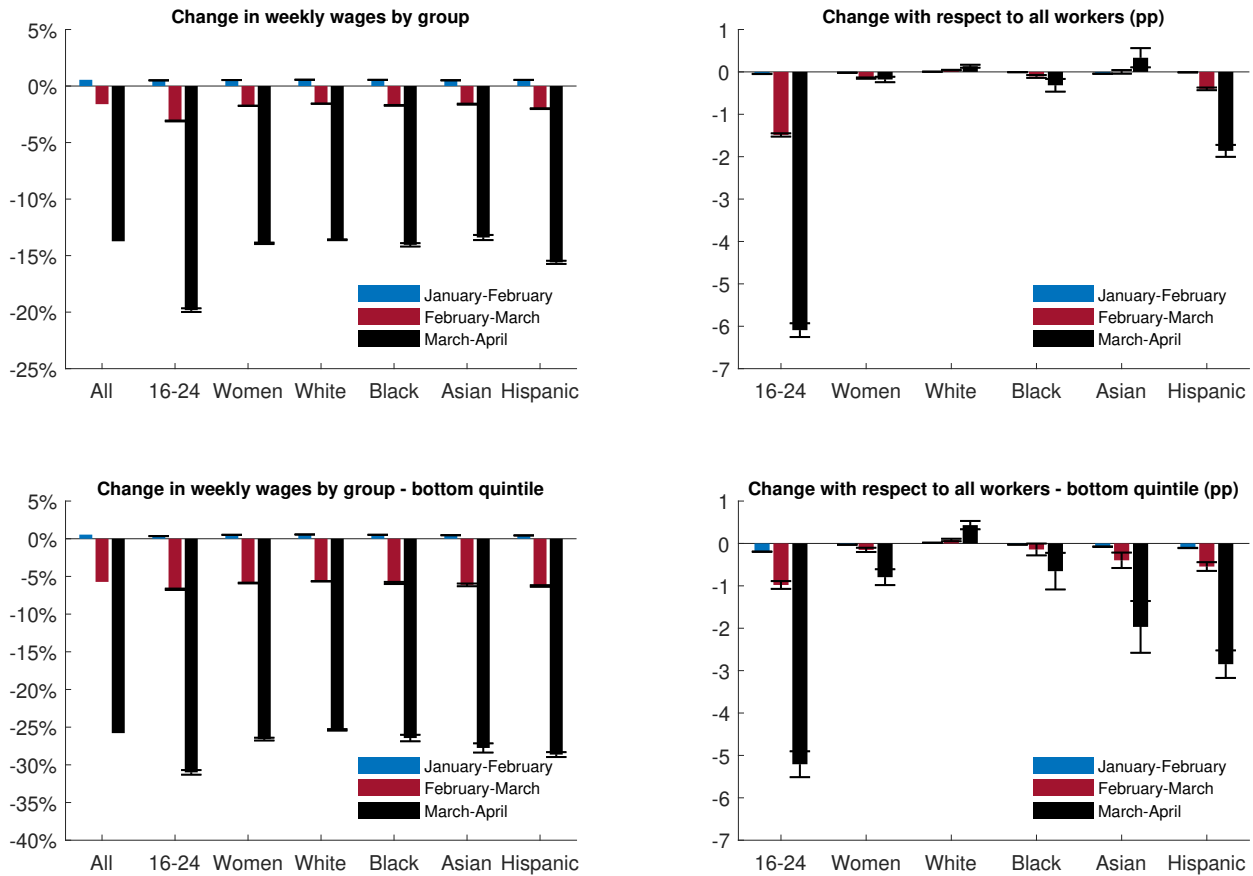 Change in weekly wages by group
5%
0%
-5%
-10%
-15%
-20%
-25%
January-February
February-March
March-April
All 16-24 Women White Black Asian Hispanic
Change with respect to all workers (pp)
1
0
-1
-2
-3
-4
-5
-6
-7
January-February
February-March
March-April
16-24 Women White Black Asian Hispanic
Change in weekly wages by group - bottom quintile
5%
0%
-5%
-10%
-15%
-20%
-25%
-30%
-35%
-40%
January-February
February-March
March-April
All 16-24 Women White Black Asian Hispanic
Change with respect to all workers - bottom quintile (pp)
1
0
-1
-2
-3
-4
-5
-6
-7
January-February
February-March
March-April
16-24 Women White Black Asian Hispanic